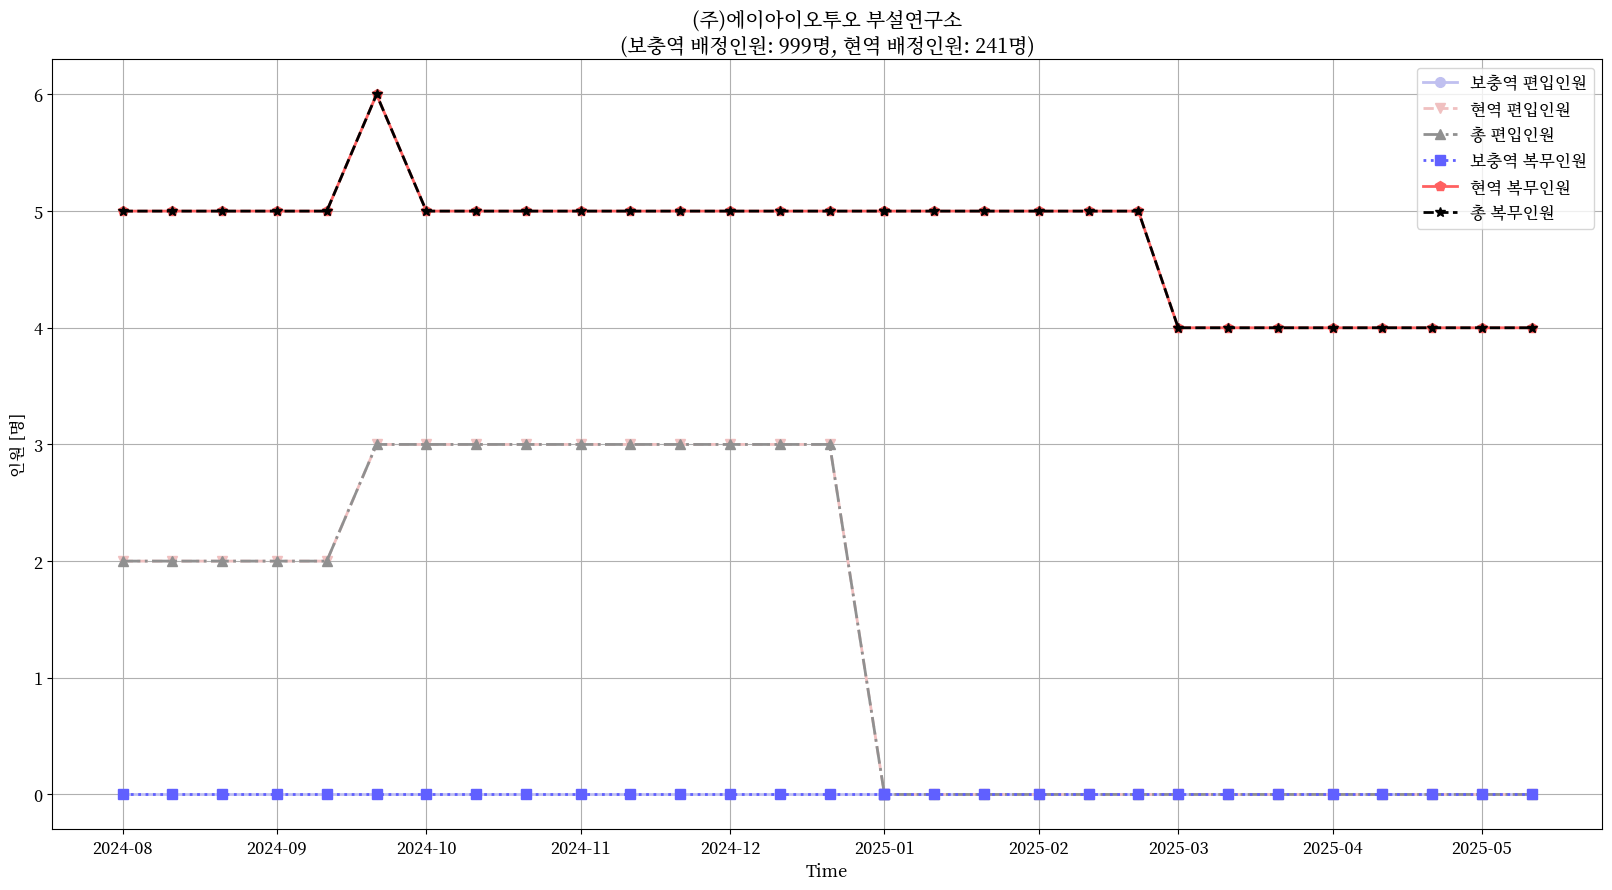 (주)에이아이오투오 부설연구소
(보충역 배정인원: 999명, 현역 배정인원: 241명)
보충역 편입인원
현역 편입인원
총 편입인원
보충역 복무인원
현역 복무인원
총 복무인원
인원 [명]
6
5
4
3
2
1
0
2024-08 2024-09 2024-10 2024-11 2024-12 2025-01 2025-02 2025-03 2025-04 2025-05
Time